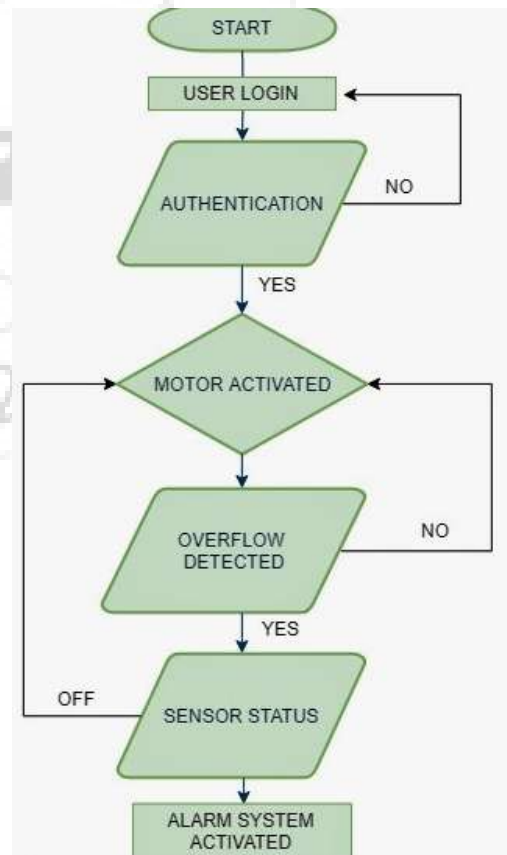 START
USER LOGIN
AUTHENTICATION
NO
YES
MOTOR ACTIVATED
OVERFLOW
DETECTED
NO
YES
SENSOR STATUS
OFF
ALARM SYSTEM
ACTIVATED